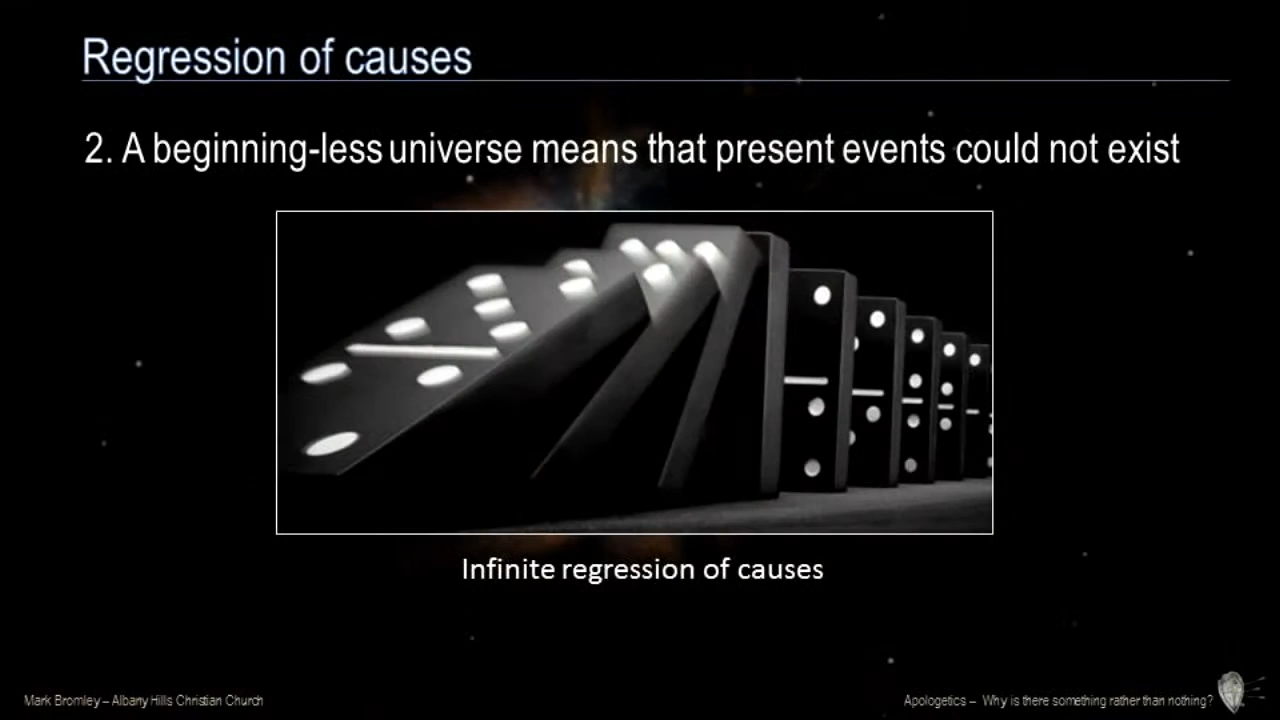 Regression of causes
2. A beginning-less universe means that present events could not exist
Infinite regression of causes
Mark Bromley – Albany Hills Christian Church
Apologetics – Why is there something rather than nothing?